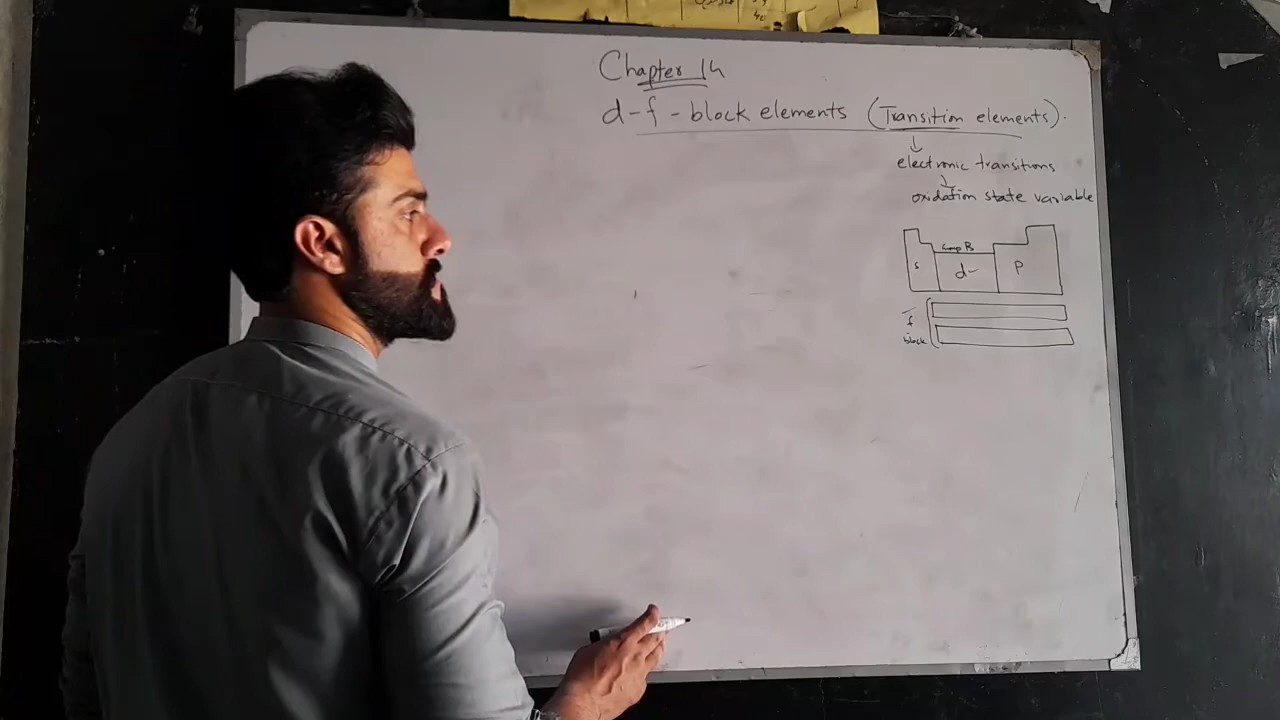 Chapter 14
d-f-block elements (Transition elements).
electronic transitions
oxidation state variable
Group B
s d- p
f
block